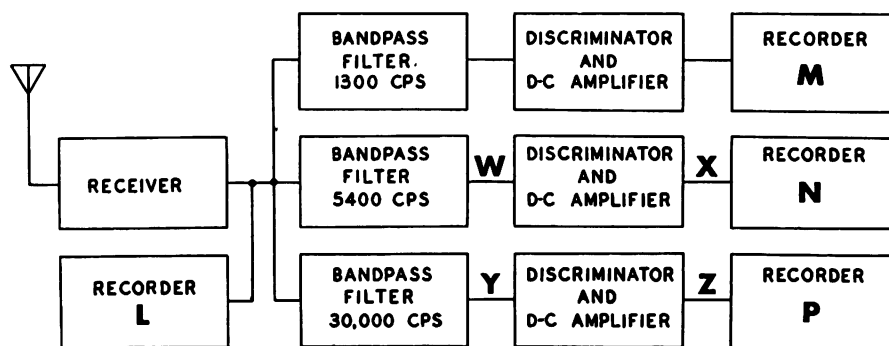 BANDPASS
FILTER.
1300 CPS
DISCRIMINATOR
AND
D-C AMPLIFIER
RECORDER
M
RECEIVER
BANDPASS
FILTER
5400 CPS
W
DISCRIMINATOR
AND
D-C AMPLIFIER
X
RECORDER
N
RECORDER
L
BANDPASS
FILTER
30,000 CPS
Y
DISCRIMINATOR
AND
D-C AMPLIFIER
Z
RECORDER
P